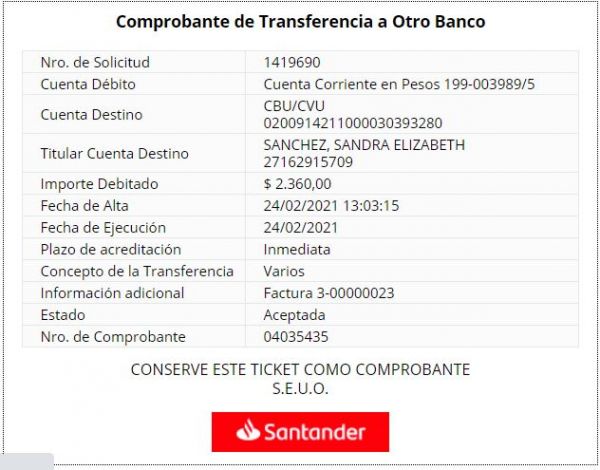 Comprobante de Transferencia a Otro Banco
Nro. de Solicitud 1419690
Cuenta Débito Cuenta Corriente en Pesos 199-003989/5
Cuenta Destino CBU/CVU
0200914211000030393280
Titular Cuenta Destino SANCHEZ, SANDRA ELIZABETH
27162915709
Importe Debitado $ 2.360,00
Fecha de Alta 24/02/2021 13:03:15
Fecha de Ejecución 24/02/2021
Plazo de acreditación Inmediata
Concepto de la Transferencia Varios
Información adicional Factura 3-00000023
Estado Aceptada
Nro. de Comprobante 04035435
CONSERVE ESTE TICKET COMO COMPROBANTE
S.E.U.O.
Santander